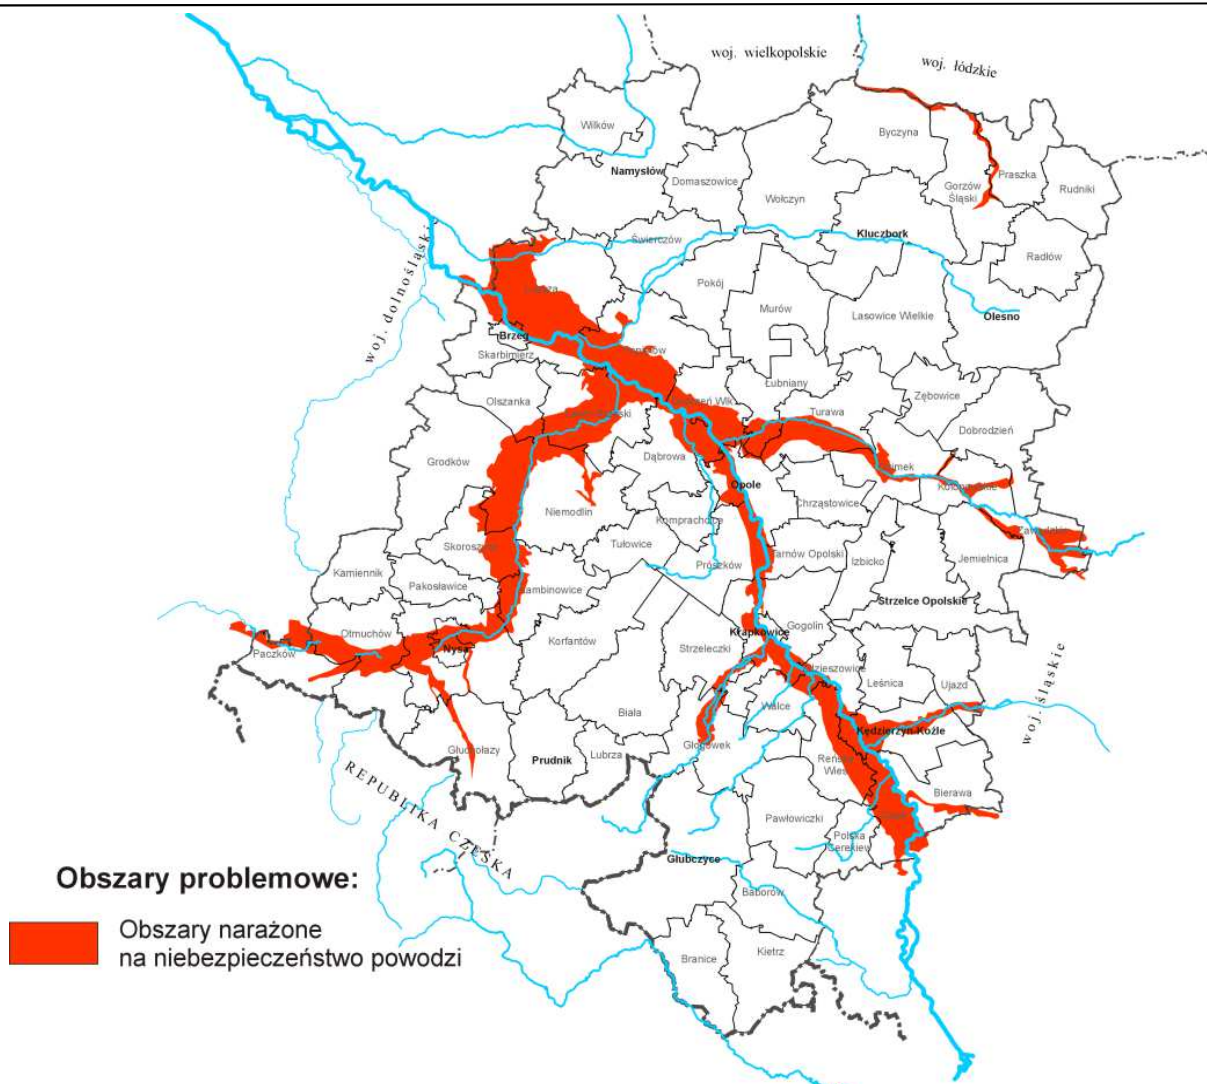 woj. wielkopolskie
woj. łódzkie
Wilków
Byczyna
Namysłów
Domaszowice
Wołczyn
Gorzów
Śląski
Praszka
Rudniki
woj. dolnośląski
Świerczów
Kluczbork
Radłów
Pokój
Murów
Lasowice Wielkie
Olesno
Brzeg
Skarbimierz
Olszanka
Łubniany
Turawa
Zębowice
Dobrodzień
Grodków
Dąbrowa
Opole
Niemodlin
Chrząstowice
Komprachcice
Skoroszyce
Tułowice
Prószków
Tarnów Opolski
Izbicko
Jemielnica
Kamiennik
Pakosławice
Strzelce Opolskie
Otmuchów
Korfantów
Gogolin
Paczków
Nysa
Strzeleczki
Krapkowice
Leśnica
Ujazd
woj. śląskie
Biała
Walce
Kędzierzyn Koźle
Głuchołazy
Prudnik
Lubrza
Głogówek
Bierawa
REPUBLIKA CZESKA
Pawłowiczki
Polska
Cerekiew
Głubczyce
Baborów
Branice
Kietrz
Obszary problemowe:
Obszary narażone
na niebezpieczeństwo powodzi